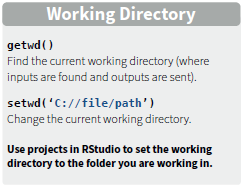 Working Directory
getwd()
Find the current working directory (where
inputs are found and outputs are sent).
setwd(‘C://file/path’)
Change the current working directory.
Use projects in RStudio to set the working
directory to the folder you are working in.